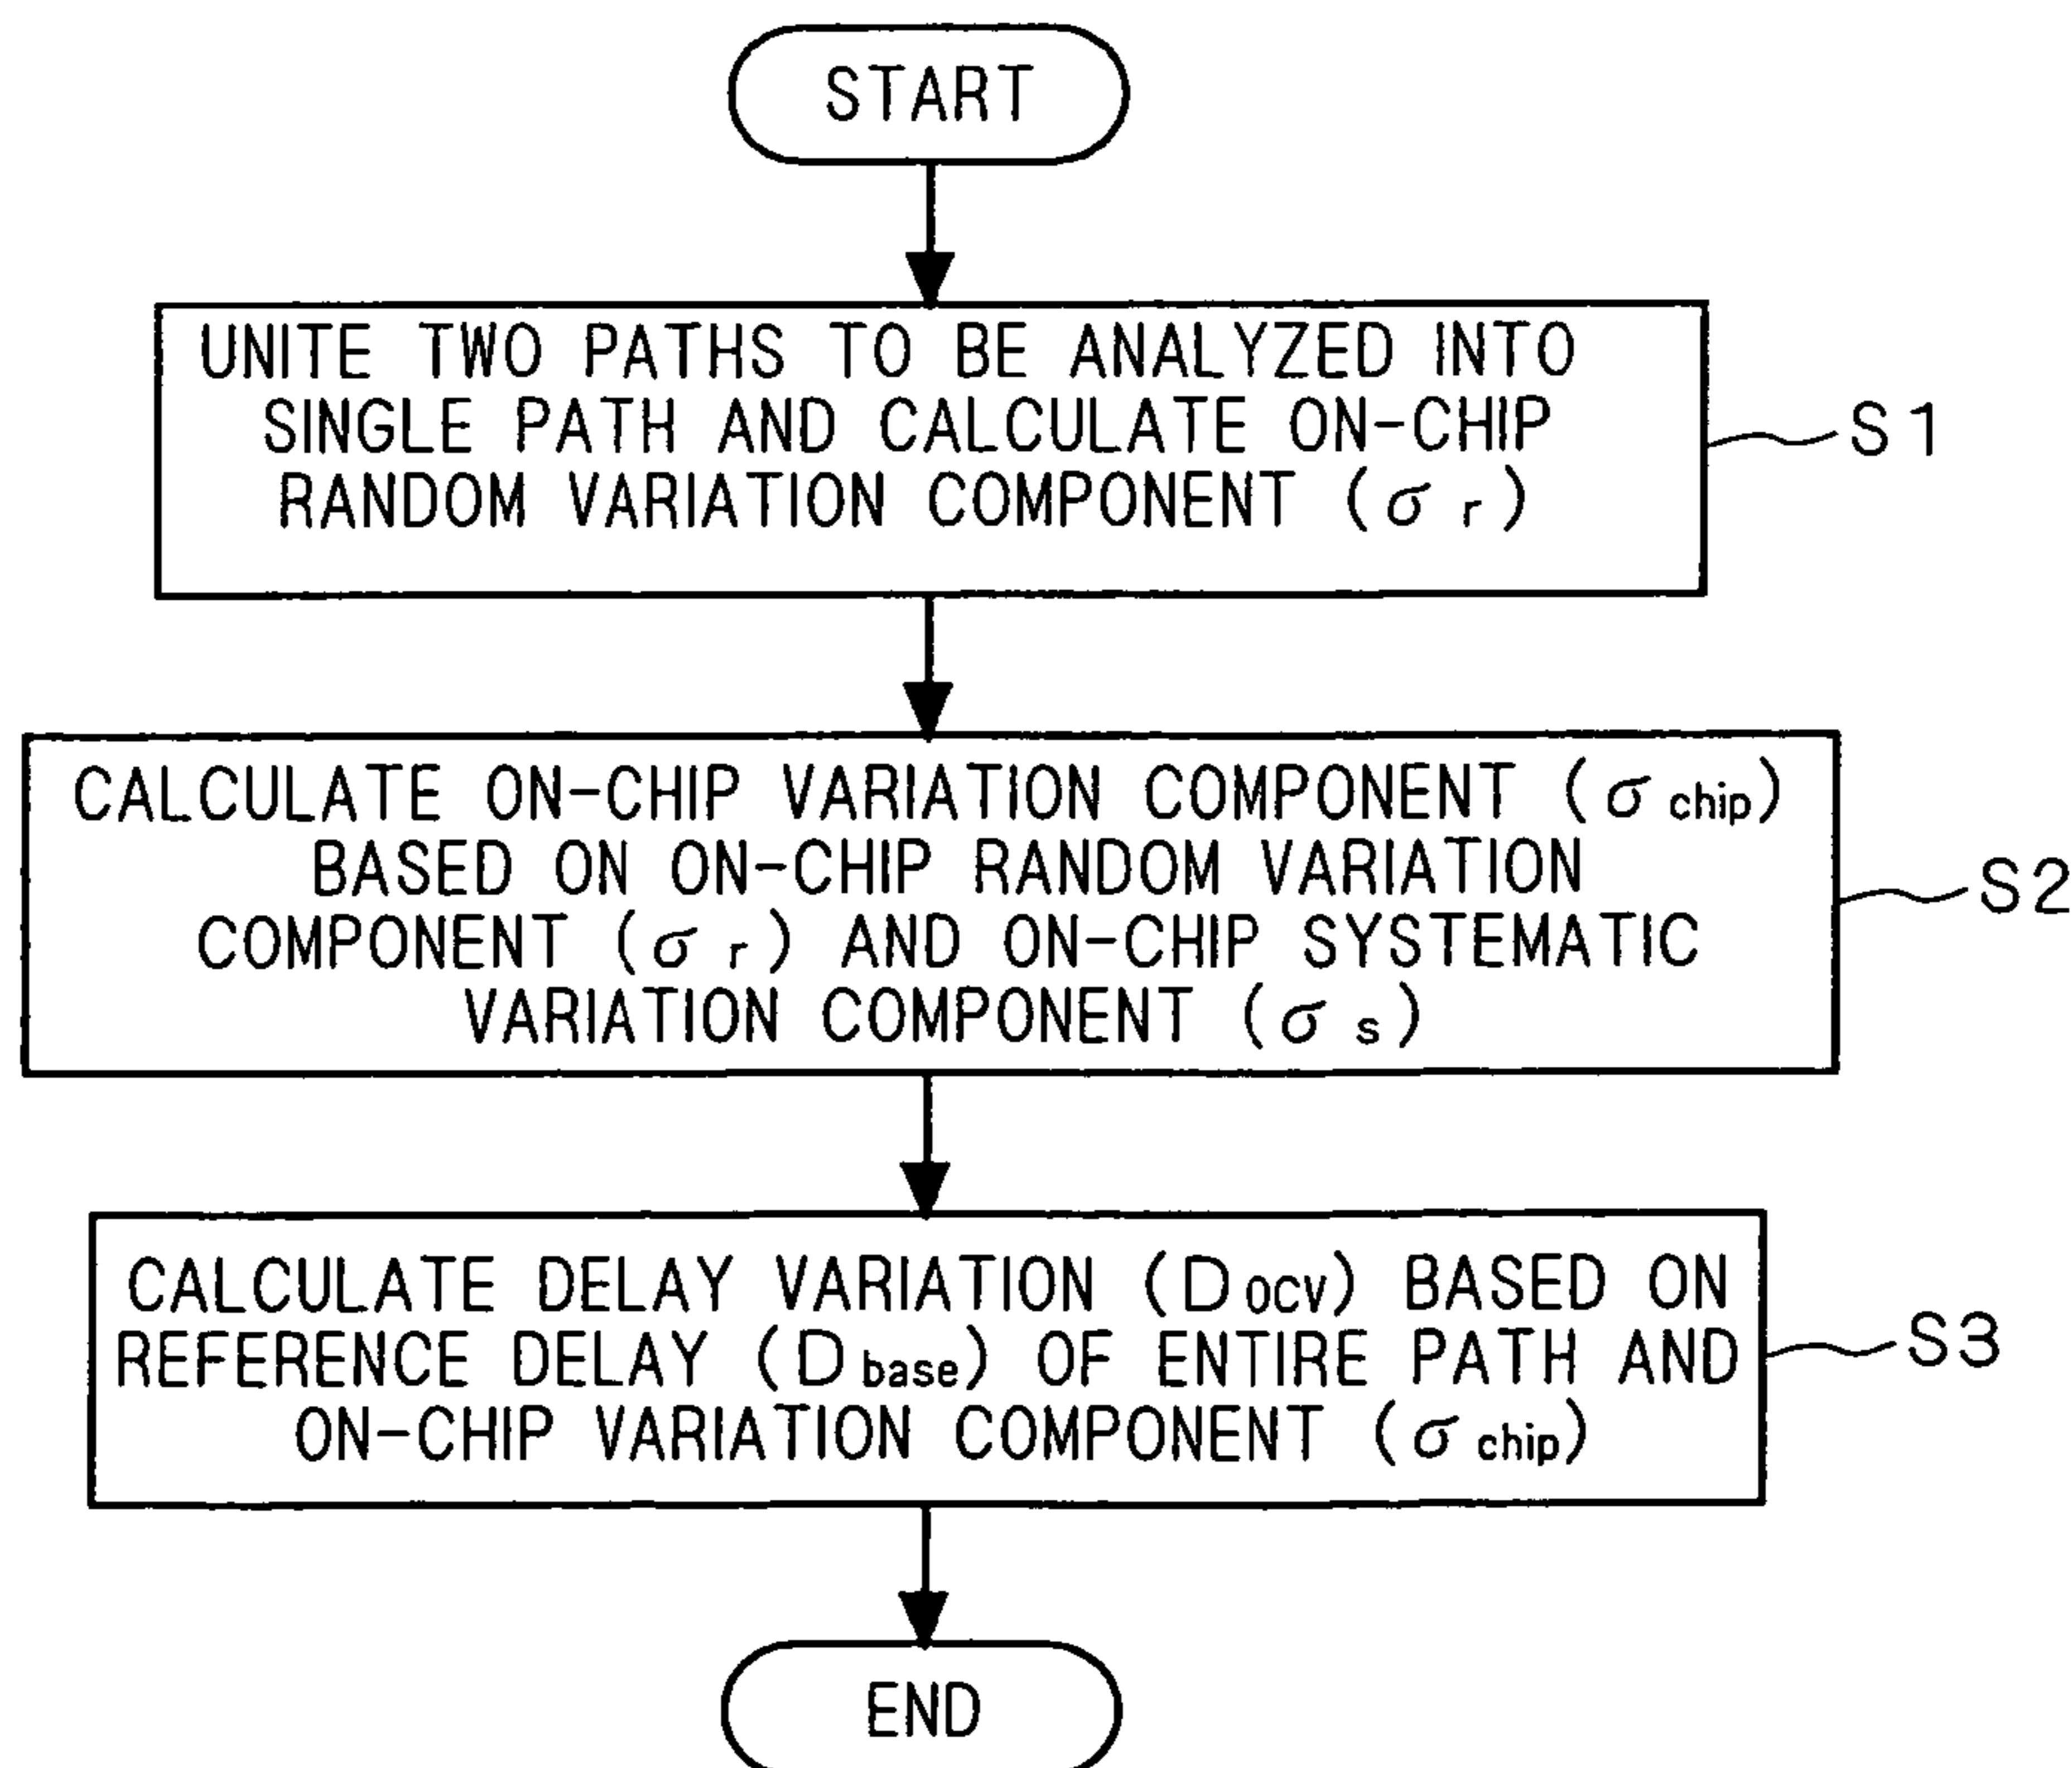 START
UNITE TWO PATHS TO BE ANALYZED INTO
SINGLE PATH AND CALCULATE ON-CHIP
RANDOM VARIATION COMPONENT (σ r)
S1
CALCULATE ON-CHIP VARIATION COMPONENT (σ chip)
BASED ON ON-CHIP RANDOM VARIATION
COMPONENT (σ r) AND ON-CHIP SYSTEMATIC
VARIATION COMPONENT (σ s)
S2
CALCULATE DELAY VARIATION (D OCV) BASED ON
REFERENCE DELAY (D base) OF ENTIRE PATH AND
ON-CHIP VARIATION COMPONENT (σ chip)
S3
END